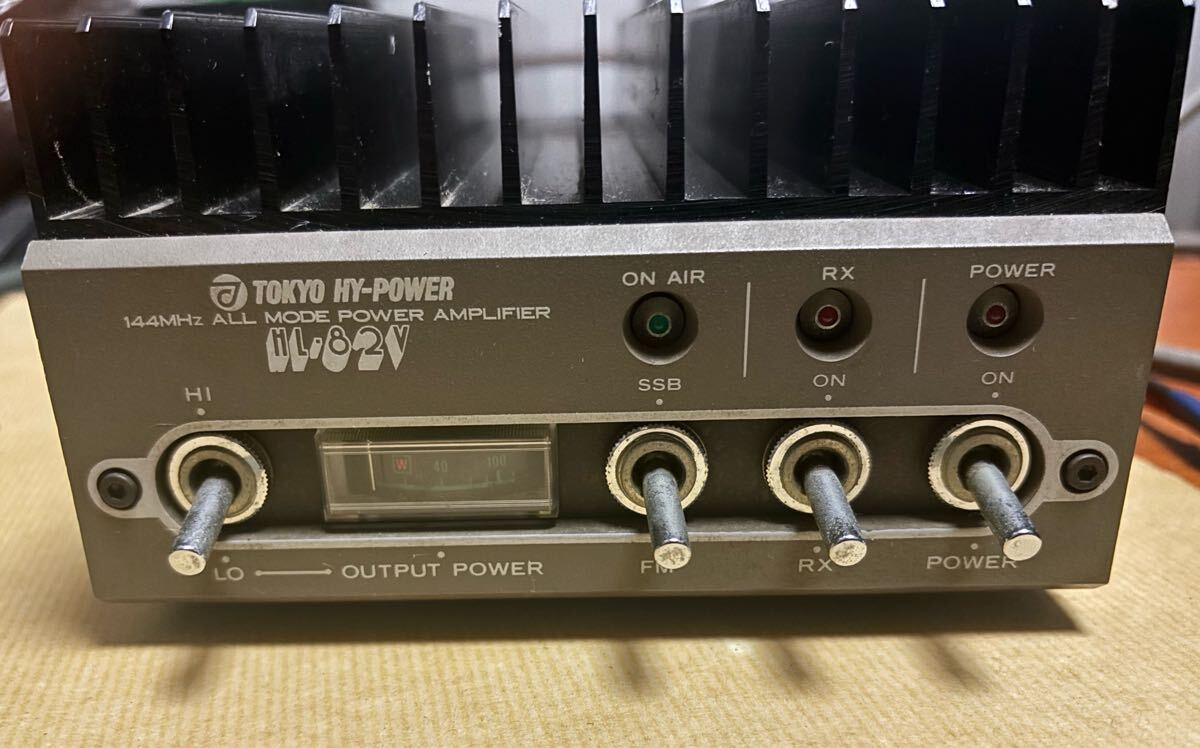 TOKYO HY-POWER
144MHz ALL MODE POWER AMPLIFIER
HL-82V
ON AIR
RX
POWER
SSB
ON
ON
HI
W 40 100
LO
OUTPUT POWER
FM
RX
POWER